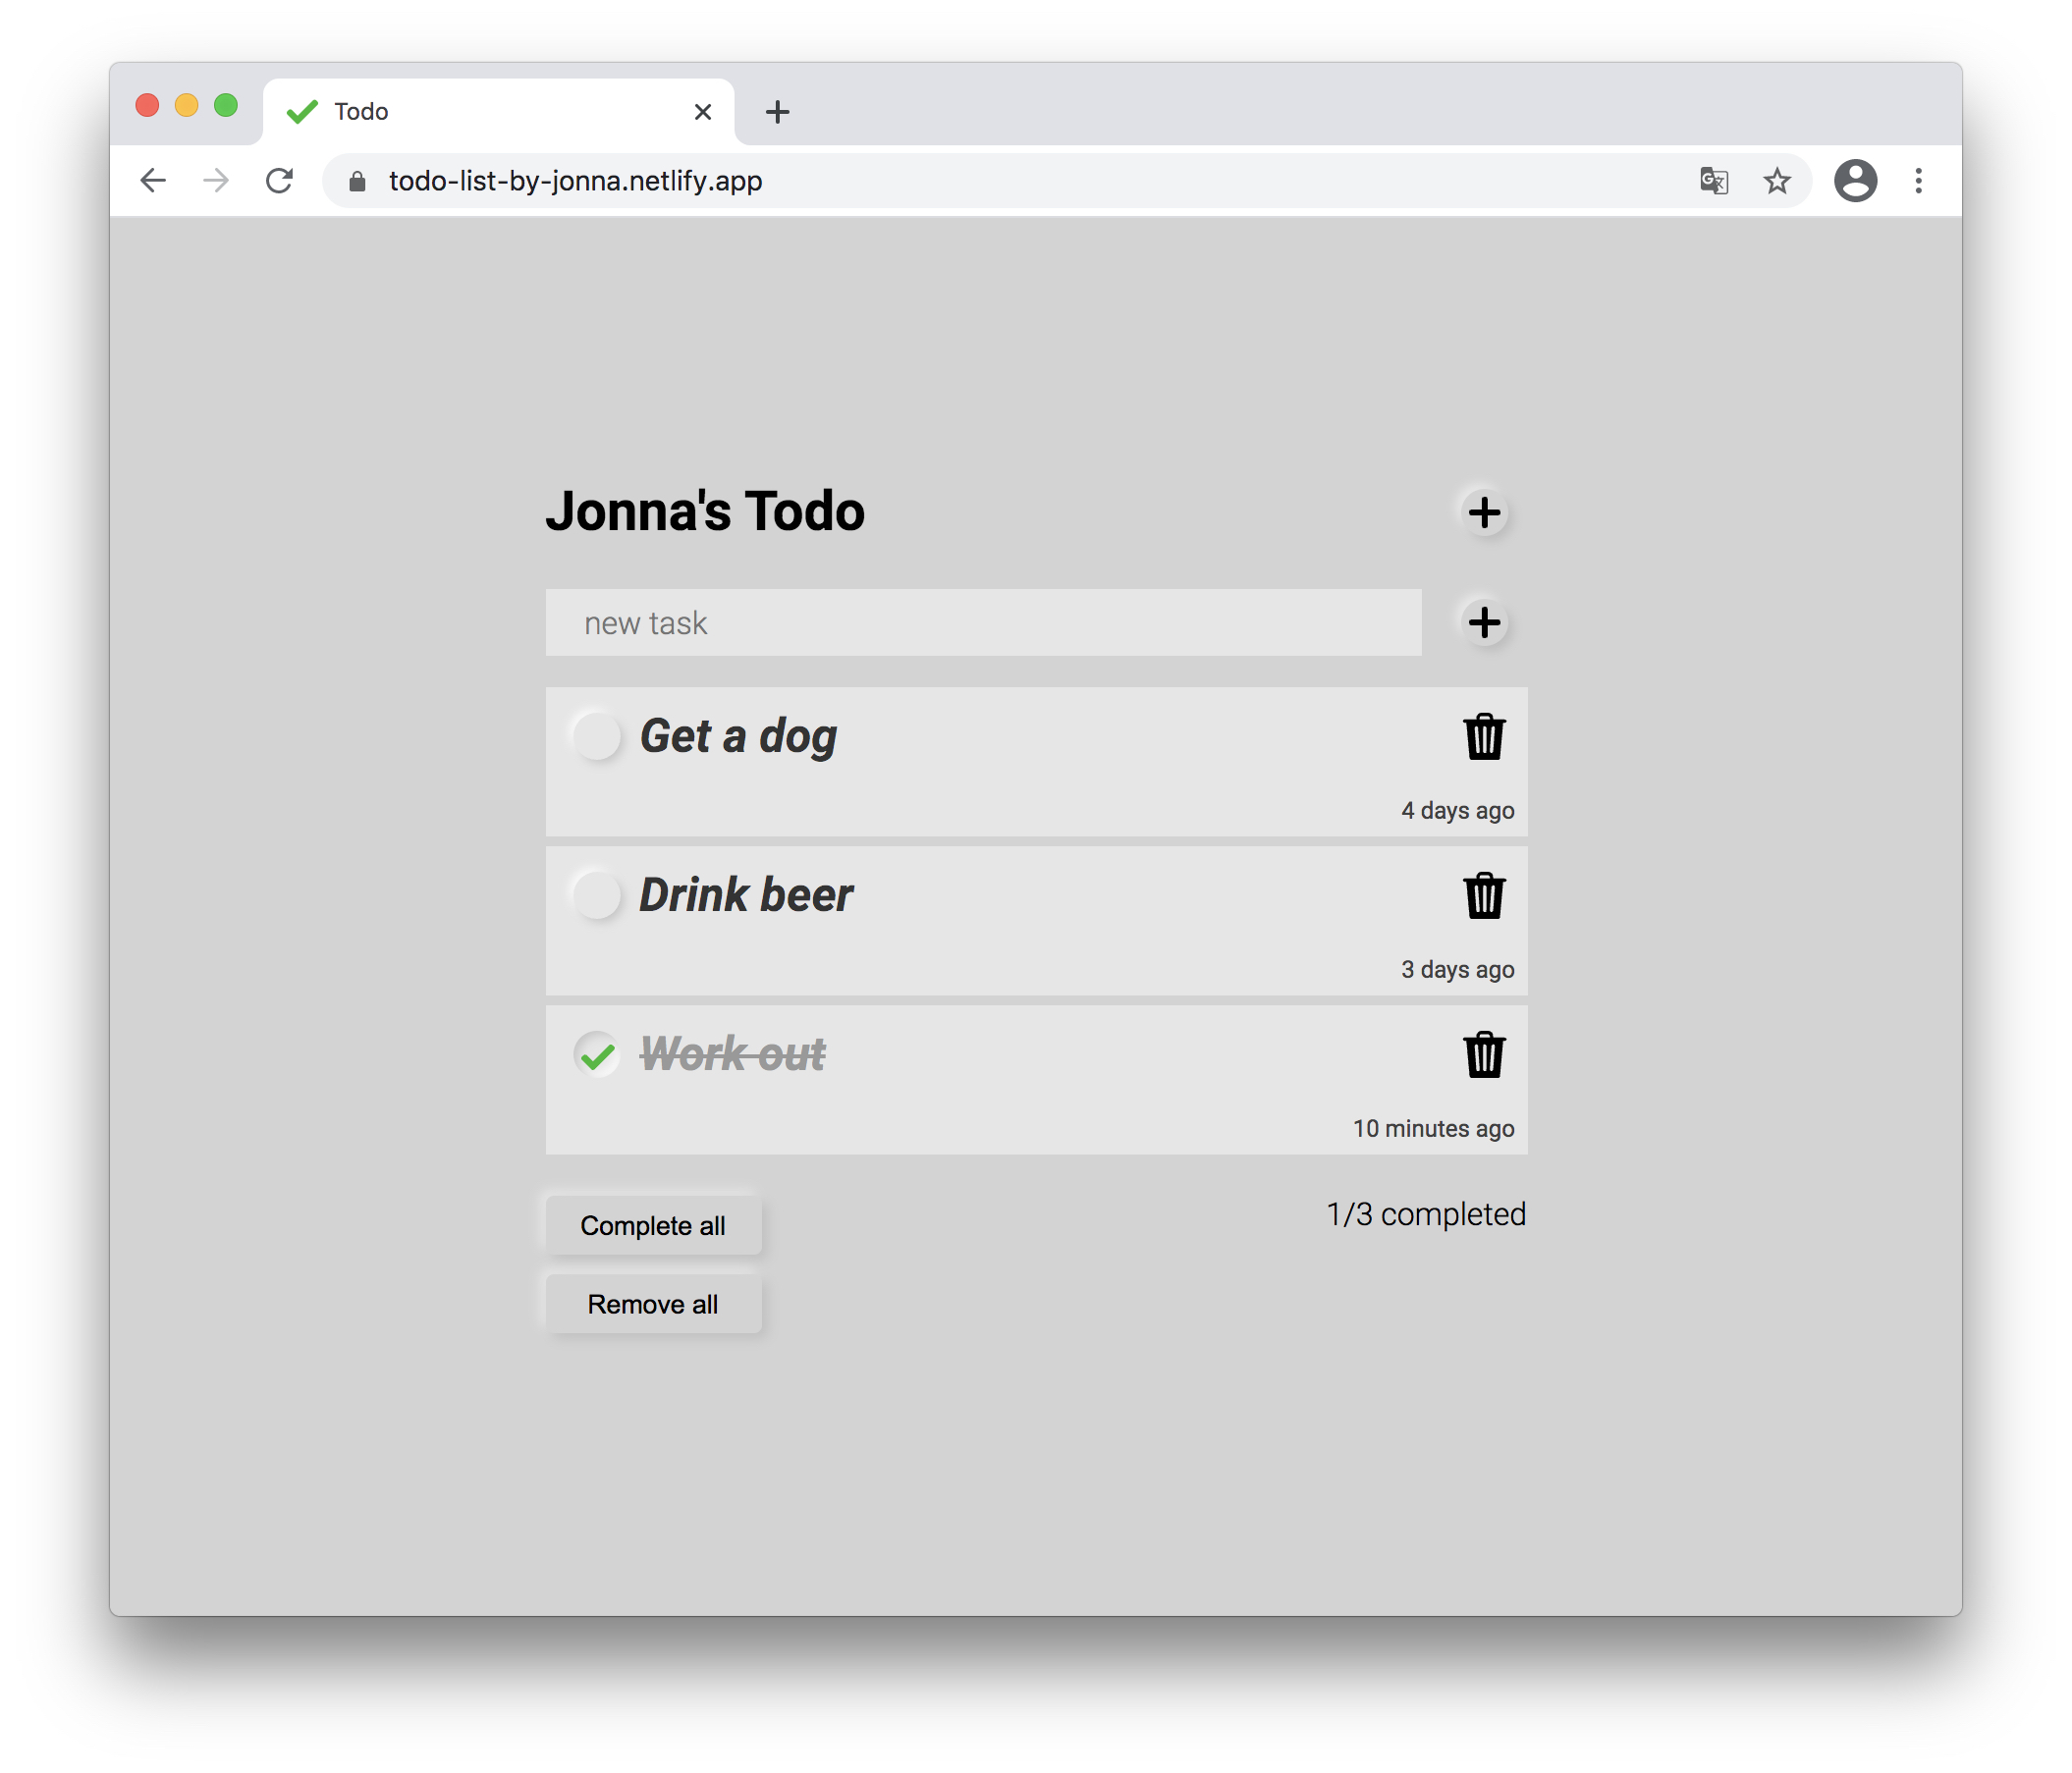 Todo
todo-list-by-jonna.netlify.app
Jonna's Todo
new task
Get a dog
4 days ago
Drink beer
3 days ago
Work out
10 minutes ago
Complete all
1/3 completed
Remove all